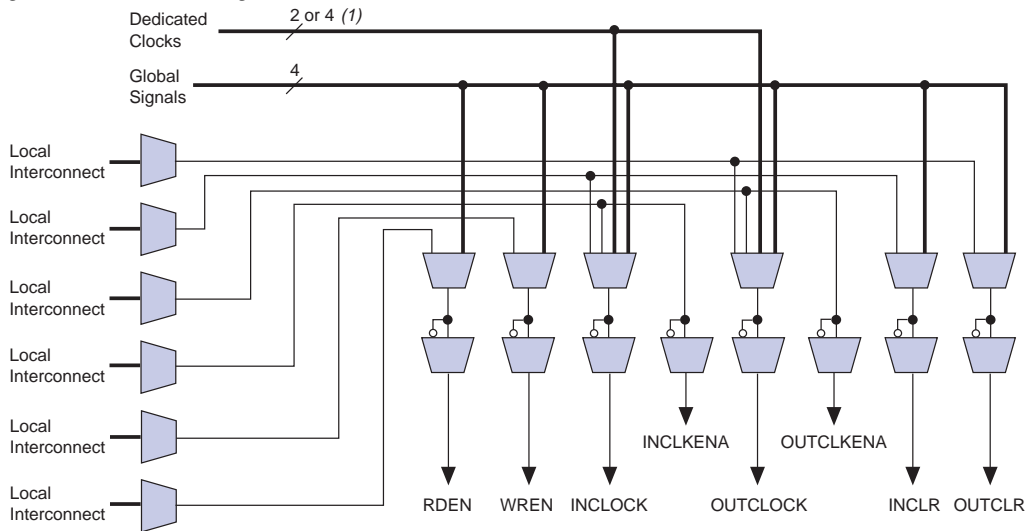 Dedicated
Clocks
2 or 4 (1)
Global
Signals
4
Local
Interconnect
Local
Interconnect
Local
Interconnect
Local
Interconnect
Local
Interconnect
Local
Interconnect
INCLKENA
OUTCLKENA
RDEN
WREN
INCLOCK
OUTCLOCK
INCLR
OUTCLR